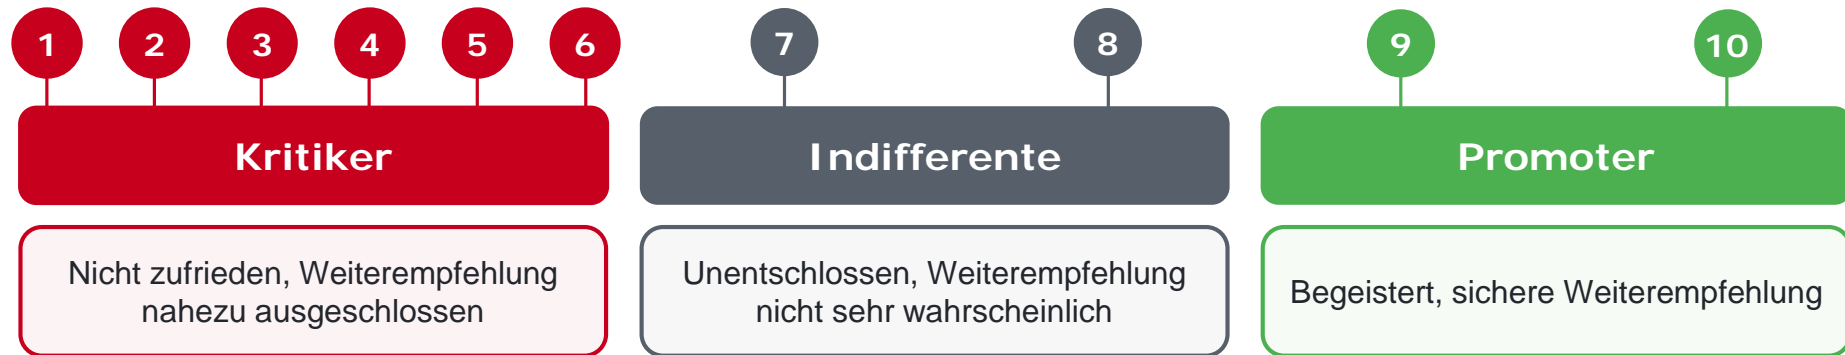 1 2 3 4 5 6 7 8 9 10
Kritiker Indifferente Promoter
Nicht zufrieden, Weiterempfehlung
nahezu ausgeschlossen
Unentschlossen, Weiterempfehlung
nicht sehr wahrscheinlich
Begeistert, sichere Weiterempfehlung